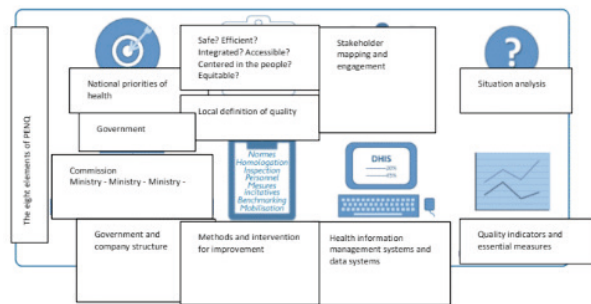 The eight elements of PENQ
National priorities of
health
Safe? Efficient?
Integrated? Accessible?
Centered in the people?
Equitable?
Local definition of quality
Stakeholder
mapping and
engagement
?
Situation analysis
Government
Commission
Ministry - Ministry - Ministry -
Government and
company structure
Normes
Homologation
Inspection
Personnel
Mesures
Incitatives
Benchmarking
Mobilisation
Methods and intervention
for improvement
DHIS
Health information
management systems and
data systems
Quality indicators and
essential measures